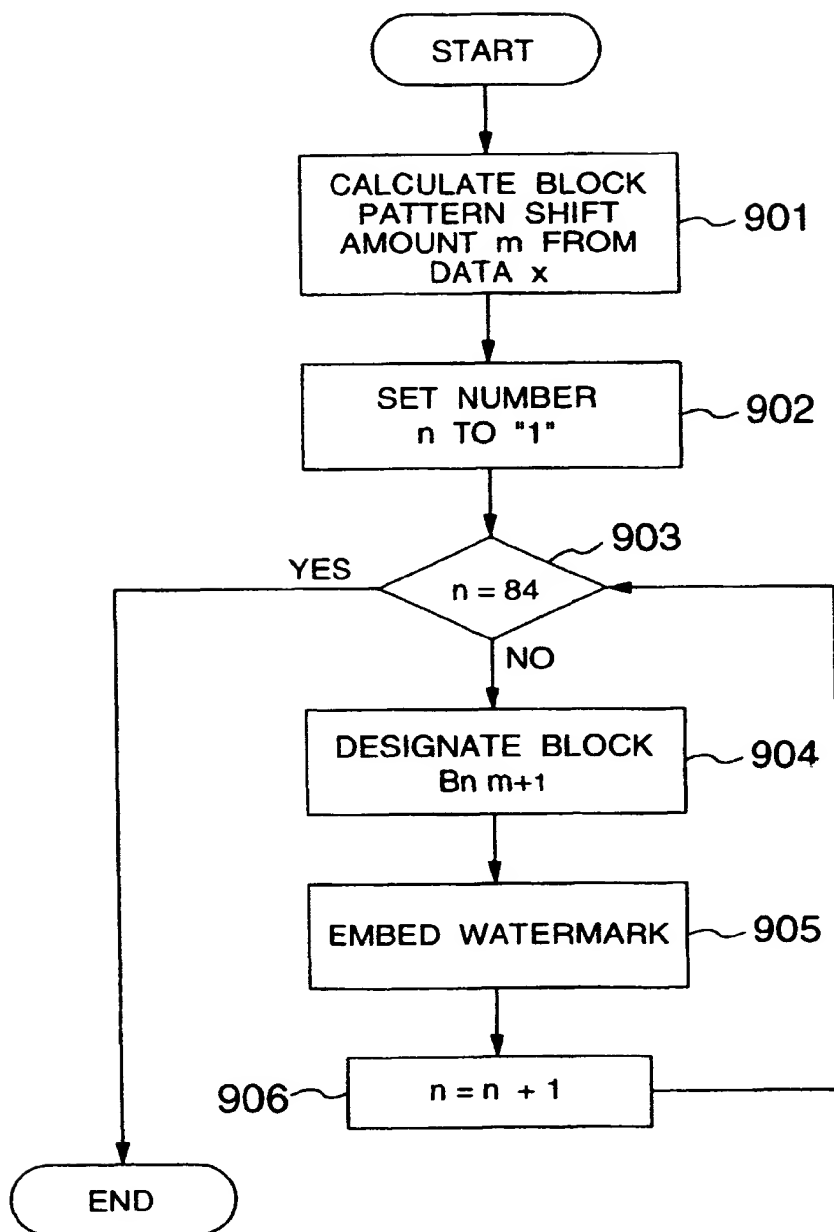 START
CALCULATE BLOCK
PATTERN SHIFT
AMOUNT m FROM
DATA x
901
SET NUMBER
n TO "1"
902
903
YES
n = 84
NO
DESIGNATE BLOCK
Bn m+1
904
EMBED WATERMARK
905
906
n = n + 1
END